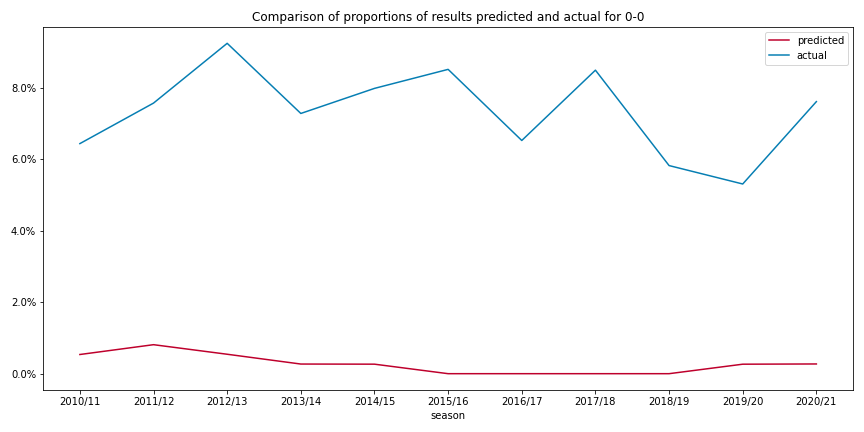 Comparison of proportions of results predicted and actual for 0-0
predicted
actual
8.0%
6.0%
4.0%
2.0%
0.0%
2010/11 2011/12 2012/13 2013/14 2014/15 2015/16 2016/17 2017/18 2018/19 2019/20 2020/21
season